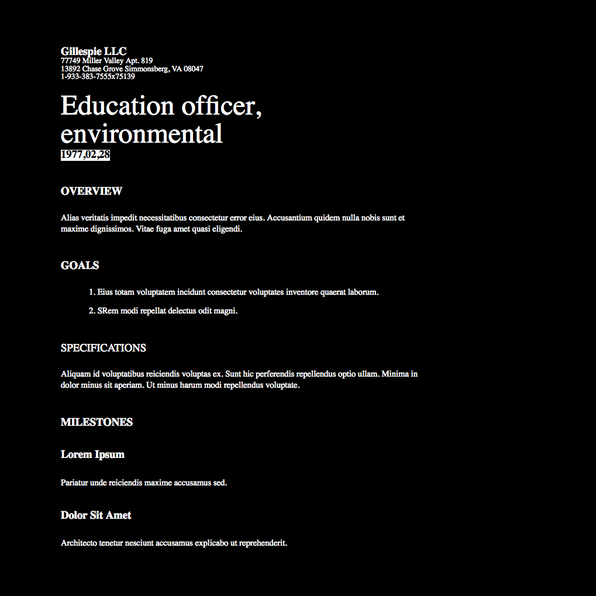 Gillespie LLC
77749 Miller Valley Apt. 819
13892 Chase Grove Simmonsberg, VA 08047
1-933-383-7555x75139
Education officer,
environmental
1977,02,28
OVERVIEW
Alias veritatis impedit necessitatibus consectetur error eius. Accusantium quidem nulla nobis sunt et
maxime dignissimos. Vitae fuga amet quasi eligendi.
GOALS
1. Eius totam voluptatem incidunt consectetur voluptates inventore quaerat laborum.
2. SRem modi repellat delectus odit magni.
SPECIFICATIONS
Aliquam id voluptatibus reiciendis voluptas ex. Sunt hic perferendis repellendus optio ullam. Minima in
dolor minus sit aperiam. Ut minus harum modi repellendus voluptate.
MILESTONES
Lorem Ipsum
Pariatur unde reiciendis maxime accusamus sed.
Dolor Sit Amet
Architecto tenetur nesciunt accusamus explicabo ut reprehenderit.